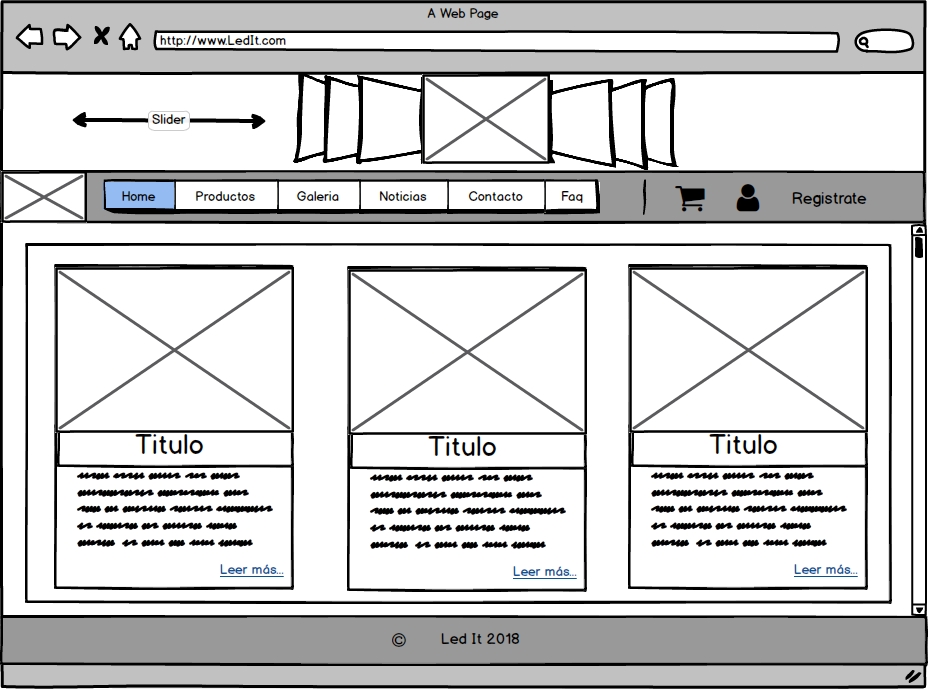 A Web Page
http://www.LedIt.com
Slider
Home Productos Galeria Noticias Contacto Faq Registrate
Titulo Titulo Titulo
Leer más... Leer más... Leer más...
© Led It 2018